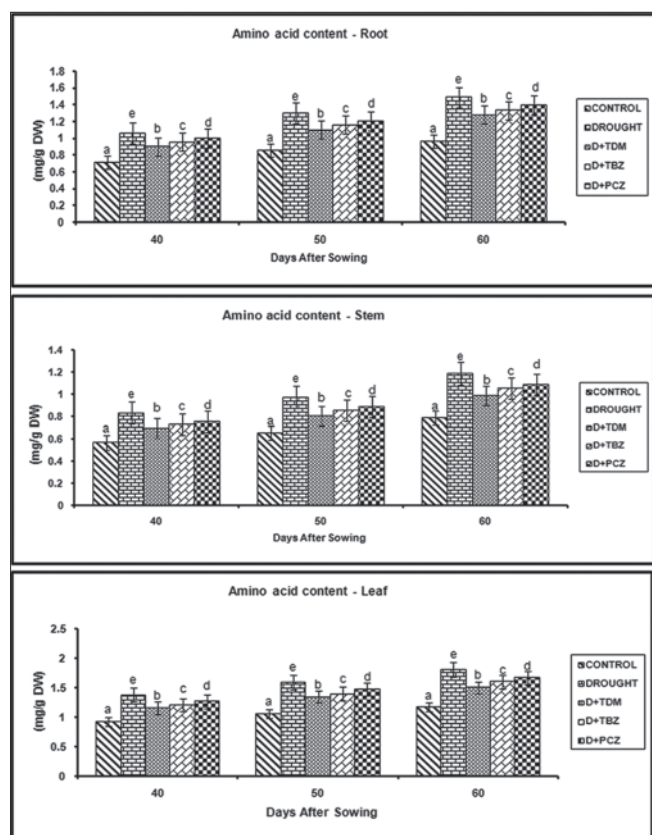 Amino acid content - Root
(mg/g DW)
1.8
1.6
1.4
1.2
1
0.8
0.6
0.4
0.2
0
a e b c d
a e b c d
a e b c d
40 50 60
Days After Sowing
CONTROL
DROUGHT
D+TDM
D+TBZ
D+PCZ
Amino acid content - Stem
(mg/g DW)
1.4
1.2
1
0.8
0.6
0.4
0.2
0
a e b c d
a e b c d
a e b c d
40 50 60
Days After Sowing
CONTROL
DROUGHT
D+TDM
D+TBZ
D+PCZ
Amino acid content - Leaf
(mg/g DW)
2.5
2
1.5
1
0.5
0
a e b c d
a e b c d
a e b c d
40 50 60
Days After Sowing
CONTROL
DROUGHT
D+TDM
D+TBZ
D+PCZ